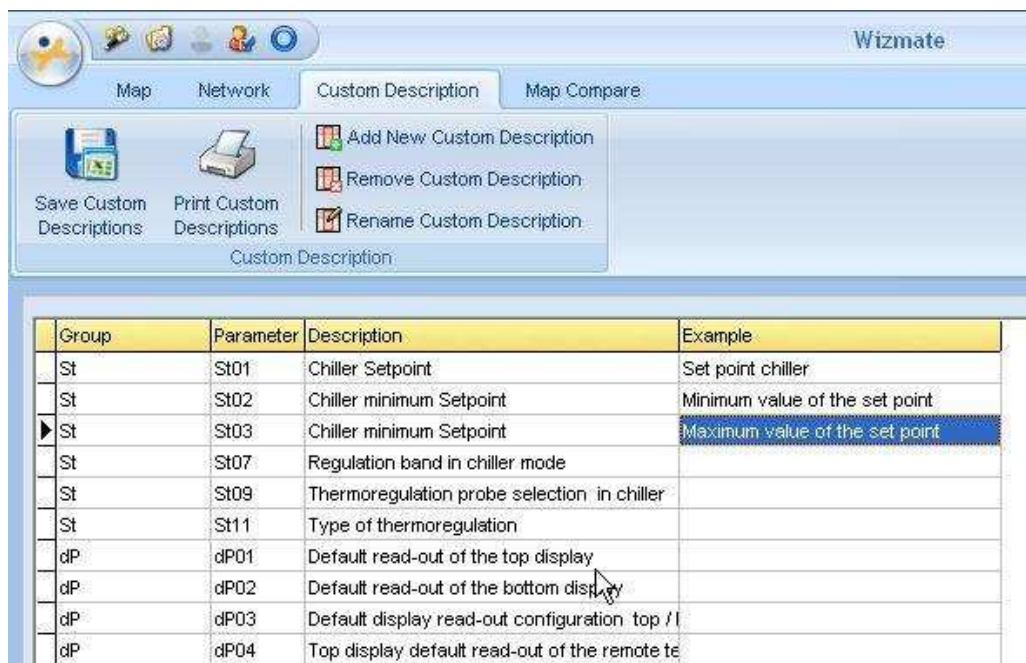 Wizmate
Map Network Custom Description Map Compare
Save Custom Descriptions
Print Custom Descriptions
Add New Custom Description
Remove Custom Description
Rename Custom Description
Custom Description
Group Parameter Description Example
St St01 Chiller Setpoint Set point chiller
St St02 Chiller minimum Setpoint Minimum value of the set point
St St03 Chiller minimum Setpoint Maximum value of the set point
St St07 Regulation band in chiller mode
St St09 Thermoregulation probe selection in chiller
St St11 Type of thermoregulation
dP dP01 Default read-out of the top display
dP dP02 Default read-out of the bottom display
dP dP03 Default display read-out configuration top /
dP dP04 Top display default read-out of the remote te